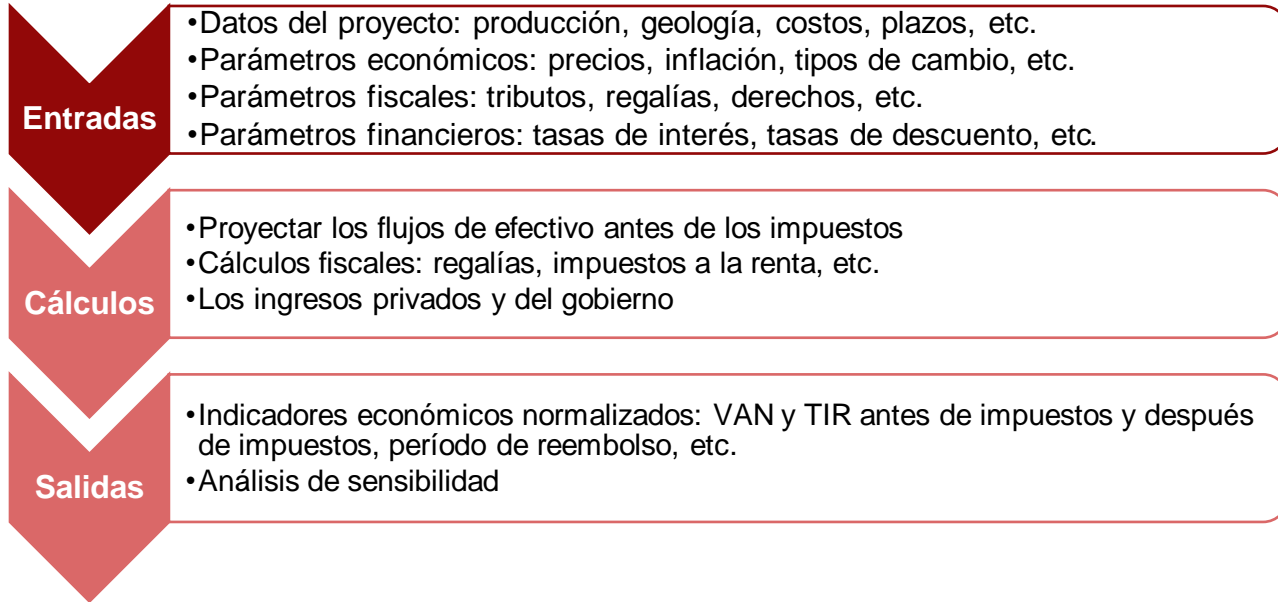 Entradas
•Datos del proyecto: producción, geología, costos, plazos, etc.
•Parámetros económicos: precios, inflación, tipos de cambio, etc.
•Parámetros fiscales: tributos, regalías, derechos, etc.
•Parámetros financieros: tasas de interés, tasas de descuento, etc.
Cálculos
•Proyectar los flujos de efectivo antes de los impuestos
•Cálculos fiscales: regalías, impuestos a la renta, etc.
•Los ingresos privados y del gobierno
Salidas
•Indicadores económicos normalizados: VAN y TIR antes de impuestos y después
de impuestos, período de reembolso, etc.
•Análisis de sensibilidad